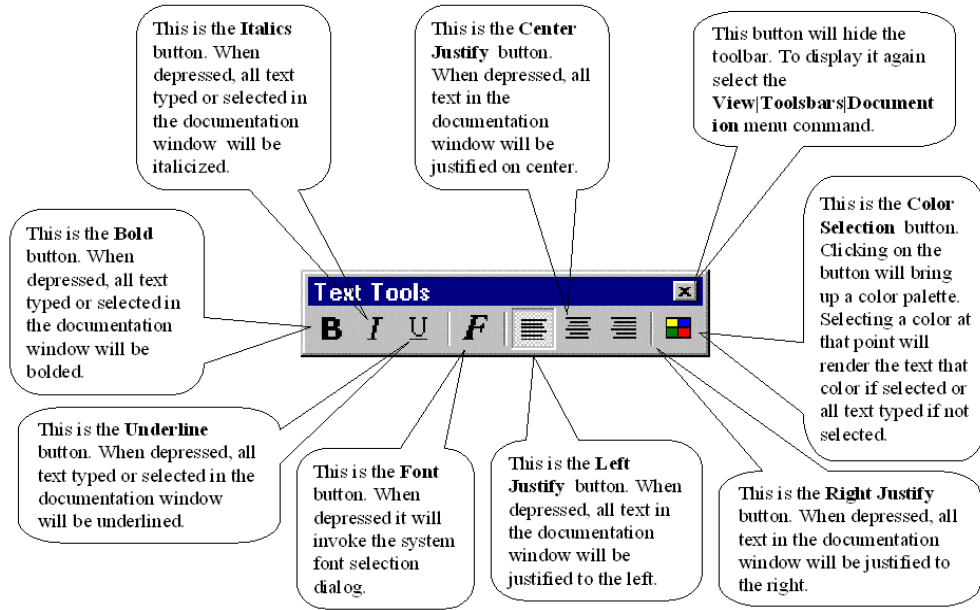 This is the Italics
button. When
depressed, all text
typed or selected in
the documentation
window will be
italicized.
This is the Center
Justify button.
When depressed, all
text in the
documentation
window will be
justified on center.
This button will hide the
toolbar. To display it again
select the
View|Toolsbars|Document
ion menu command.
This is the Bold
button. When
depressed, all text
typed or selected in
the documentation
window will be
bolded.
This is the Color
Selection button.
Clicking on the
button will bring
up a color palette.
Selecting a color at
that point will
render the text that
color if selected or
all text typed if not
selected.
Text Tools
B I U F
This is the Underline
button. When depressed, all
text typed or selected in the
documentation window
will be underlined.
This is the Font
button. When
depressed it will
invoke the system
font selection
dialog.
This is the Left
Justify button. When
depressed, all text in
the documentation
window will be
justified to the left.
This is the Right Justify
button. When depressed, all
text in the documentation
window will be justified to
the right.